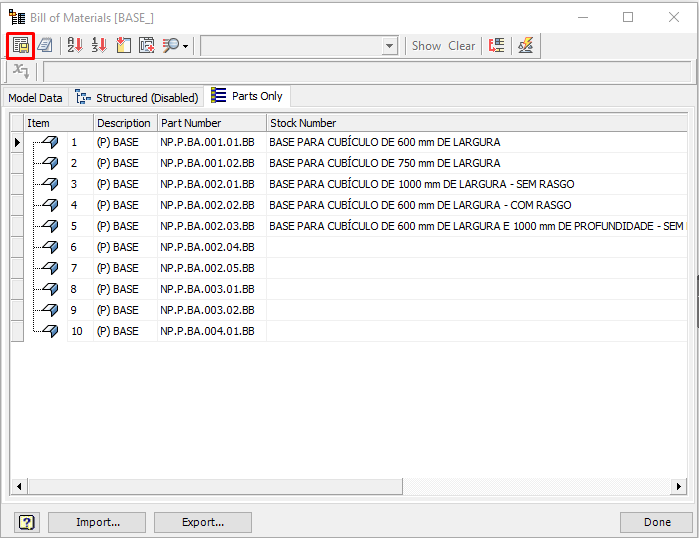 Bill of Materials [BASE_]
Show Clear
Model Data Structured (Disabled) Parts Only
Item Description Part Number Stock Number
1 (P) BASE NP.P.BA.001.01.BB BASE PARA CUBÍCULO DE 600 mm DE LARGURA
2 (P) BASE NP.P.BA.001.02.BB BASE PARA CUBÍCULO DE 750 mm DE LARGURA
3 (P) BASE NP.P.BA.002.01.BB BASE PARA CUBÍCULO DE 1000 mm DE LARGURA - SEM RASGO
4 (P) BASE NP.P.BA.002.02.BB BASE PARA CUBÍCULO DE 600 mm DE LARGURA - COM RASGO
5 (P) BASE NP.P.BA.002.03.BB BASE PARA CUBÍCULO DE 600 mm DE LARGURA E 1000 mm DE PROFUNDIDADE - SEM
6 (P) BASE NP.P.BA.002.04.BB
7 (P) BASE NP.P.BA.002.05.BB
8 (P) BASE NP.P.BA.003.01.BB
9 (P) BASE NP.P.BA.003.02.BB
10 (P) BASE NP.P.BA.004.01.BB
Import... Export... Done